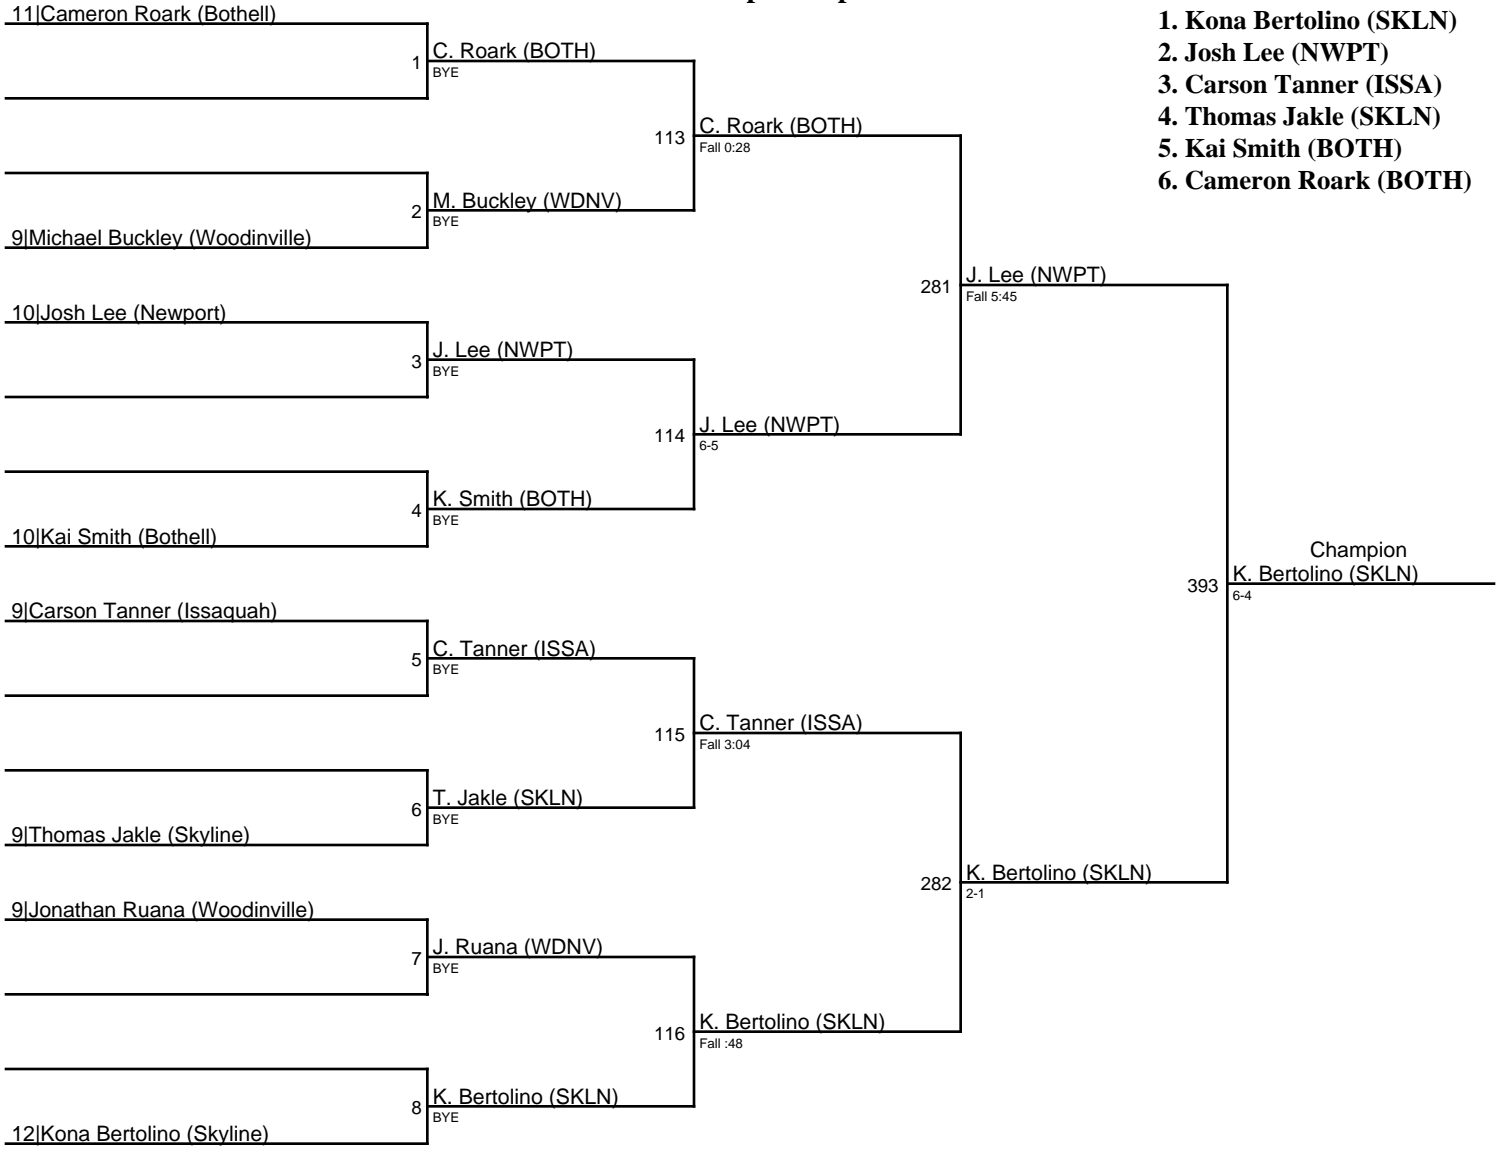 11|Cameron Roark (Bothell)
1
C. Roark (BOTH)
BYE
113
C. Roark (BOTH)
Fall 0:28
2
M. Buckley (WDNV)
BYE
9|Michael Buckley (Woodinville)
281
J. Lee (NWPT)
Fall 5:45
10|Josh Lee (Newport)
3
J. Lee (NWPT)
BYE
114
J. Lee (NWPT)
6-5
4
K. Smith (BOTH)
BYE
10|Kai Smith (Bothell)
Champion
393
K. Bertolino (SKLN)
6-4
9|Carson Tanner (Issaquah)
5
C. Tanner (ISSA)
BYE
115
C. Tanner (ISSA)
Fall 3:04
6
T. Jakle (SKLN)
BYE
9|Thomas Jakle (Skyline)
282
K. Bertolino (SKLN)
2-1
9|Jonathan Ruana (Woodinville)
7
J. Ruana (WDNV)
BYE
116
K. Bertolino (SKLN)
Fall :48
8
K. Bertolino (SKLN)
BYE
12|Kona Bertolino (Skyline)
1. Kona Bertolino (SKLN)
2. Josh Lee (NWPT)
3. Carson Tanner (ISSA)
4. Thomas Jakle (SKLN)
5. Kai Smith (BOTH)
6. Cameron Roark (BOTH)